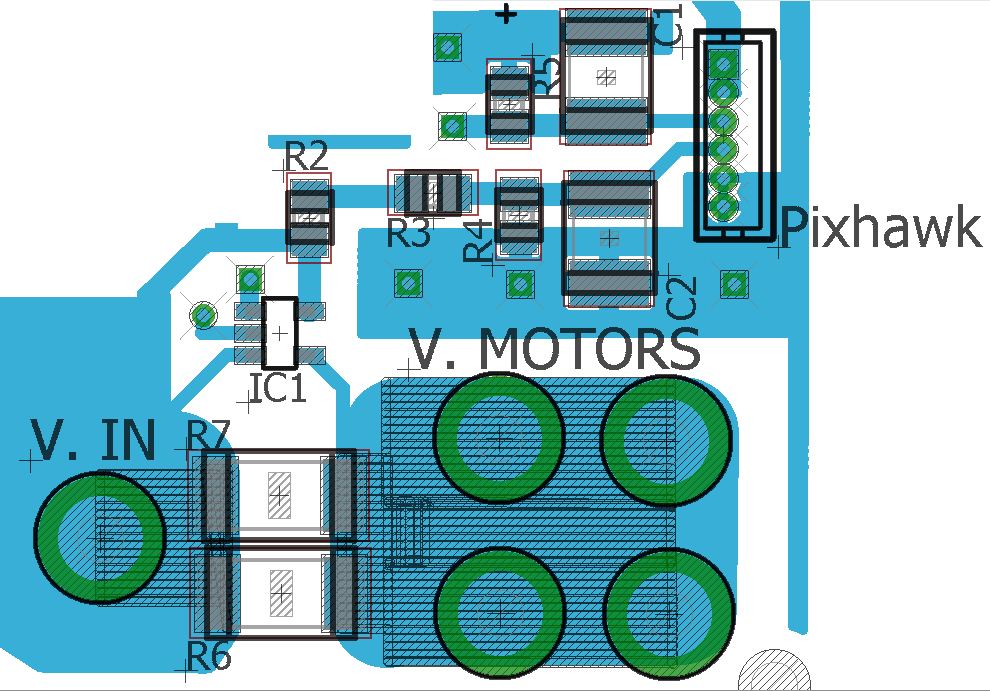 +
C1
R5
R2
R3
R4
Pixhawk
C2
V. MOTORS
IC1
V. IN
R7
R6